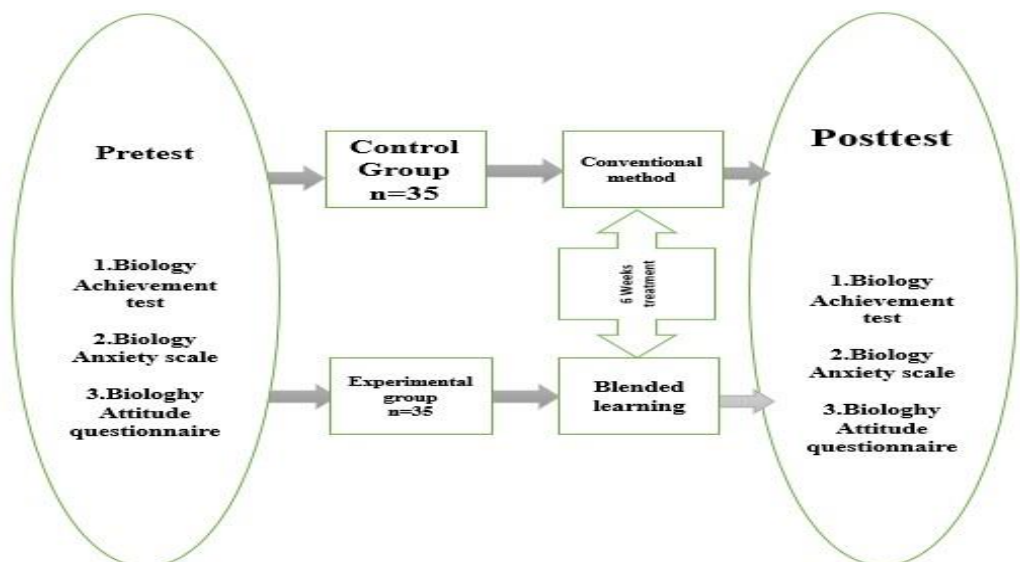 Pretest
1.Biology
Achievement
test
2.Biology
Anxiety scale
3.Biologhy
Attitude
questionnaire
Control
Group
n=35
Conventional
method
6 Weeks
treatment
Experimental
group
n=35
Blended
learning
Posttest
1.Biology
Achievement
test
2.Biology
Anxiety scale
3.Biologhy
Attitude
questionnaire